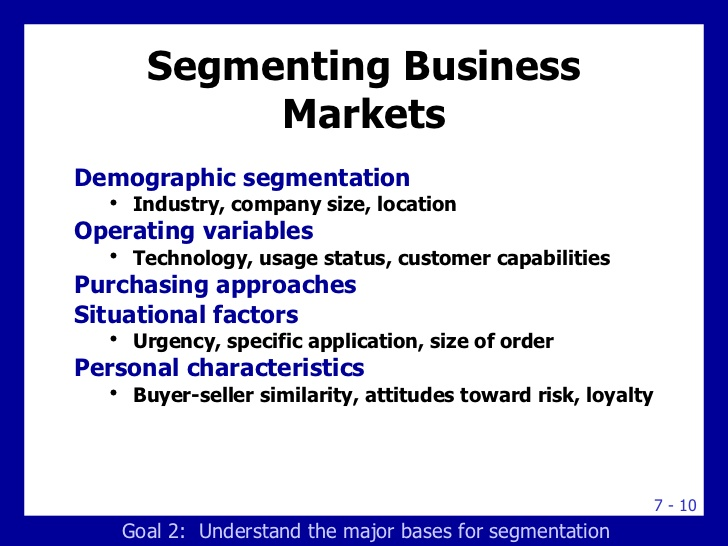 Segmenting Business
Markets
Demographic segmentation
• Industry, company size, location
Operating variables
• Technology, usage status, customer capabilities
Purchasing approaches
Situational factors
• Urgency, specific application, size of order
Personal characteristics
• Buyer-seller similarity, attitudes toward risk, loyalty
7 - 10
Goal 2:  Understand the major bases for segmentation